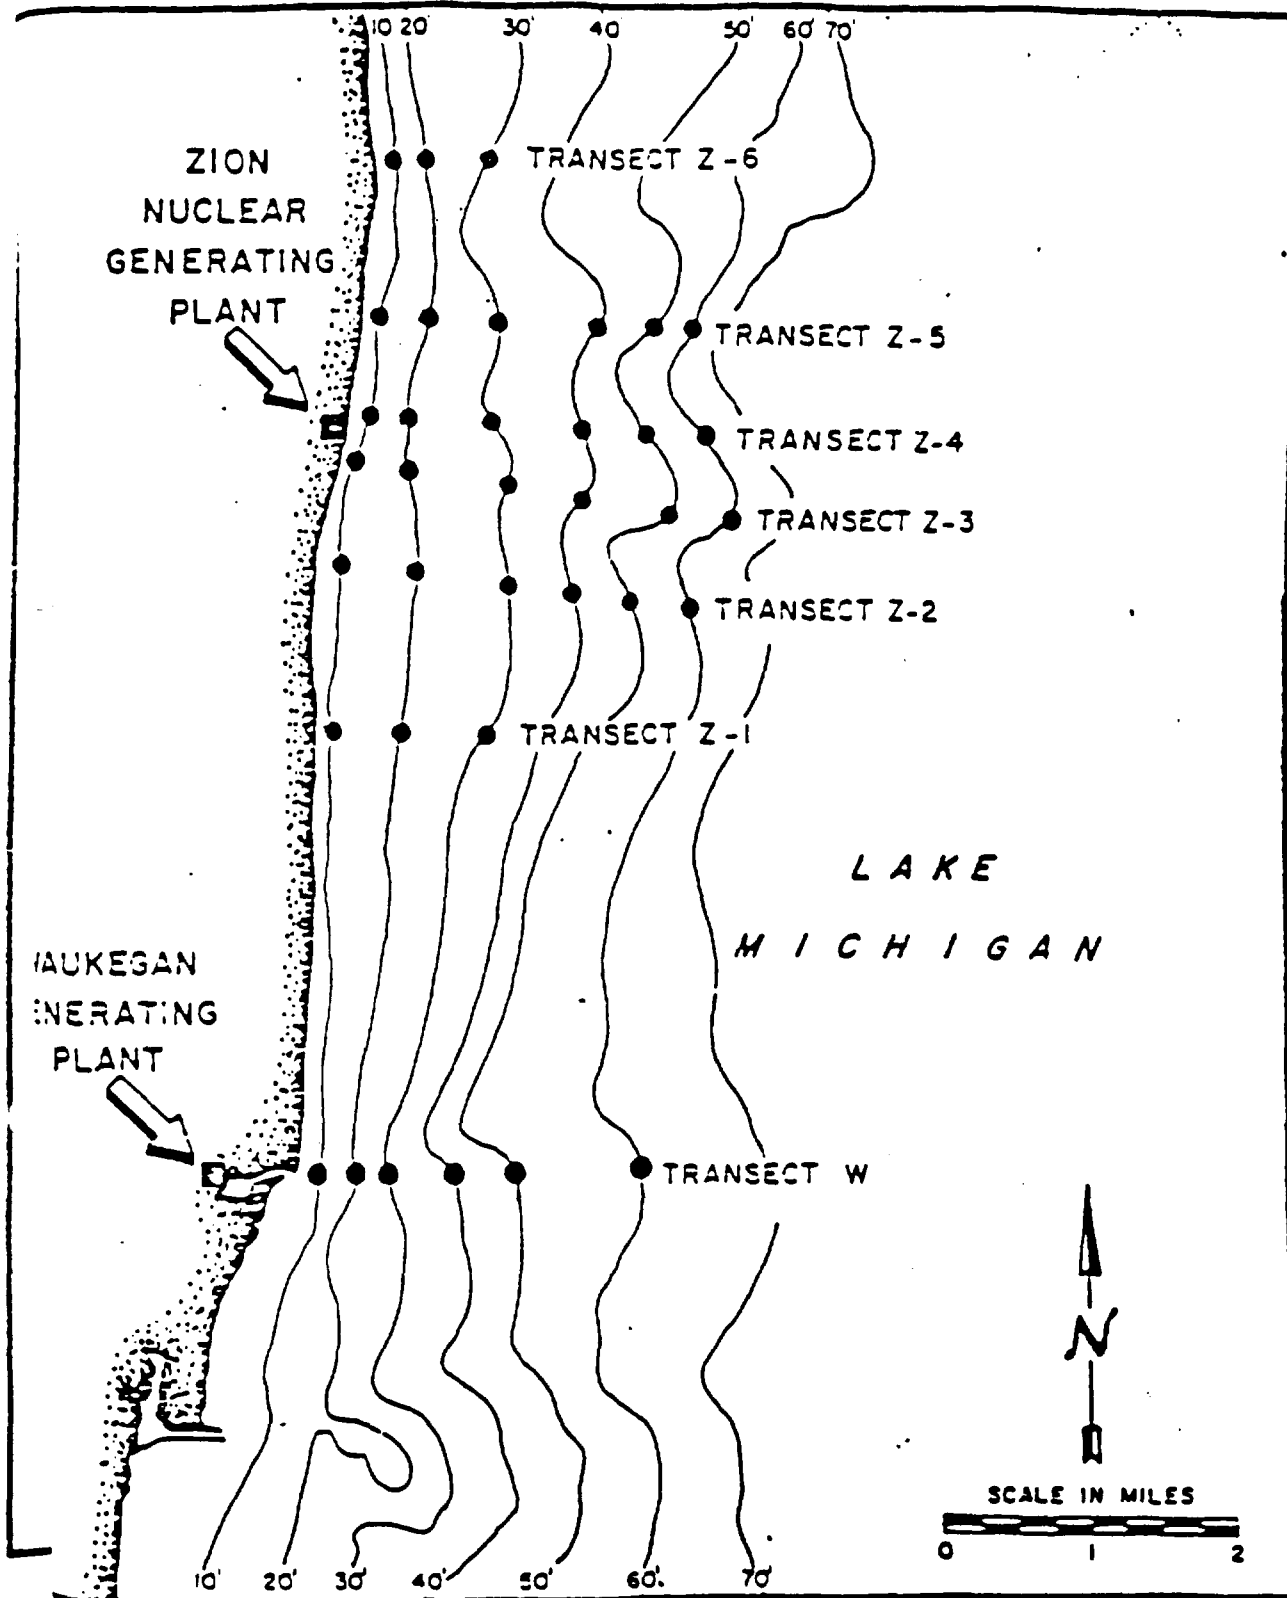 10' 20' 30' 40' 50' 60' 70'
TRANSECT Z-6
ZION
NUCLEAR
GENERATING
PLANT
TRANSECT Z-5
TRANSECT Z-4
TRANSECT Z-3
TRANSECT Z-2
TRANSECT Z-1
LAKE
MICHIGAN
AUKEGAN
ENERATING
PLANT
TRANSECT W
N
SCALE IN MILES
0 1 2
10' 20' 30' 40' 50' 60' 70'